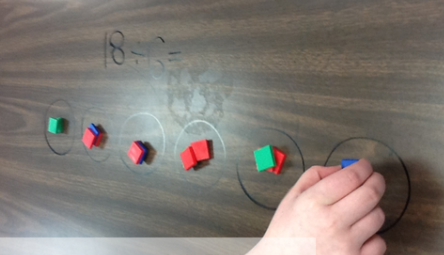 18 ÷ 6 =